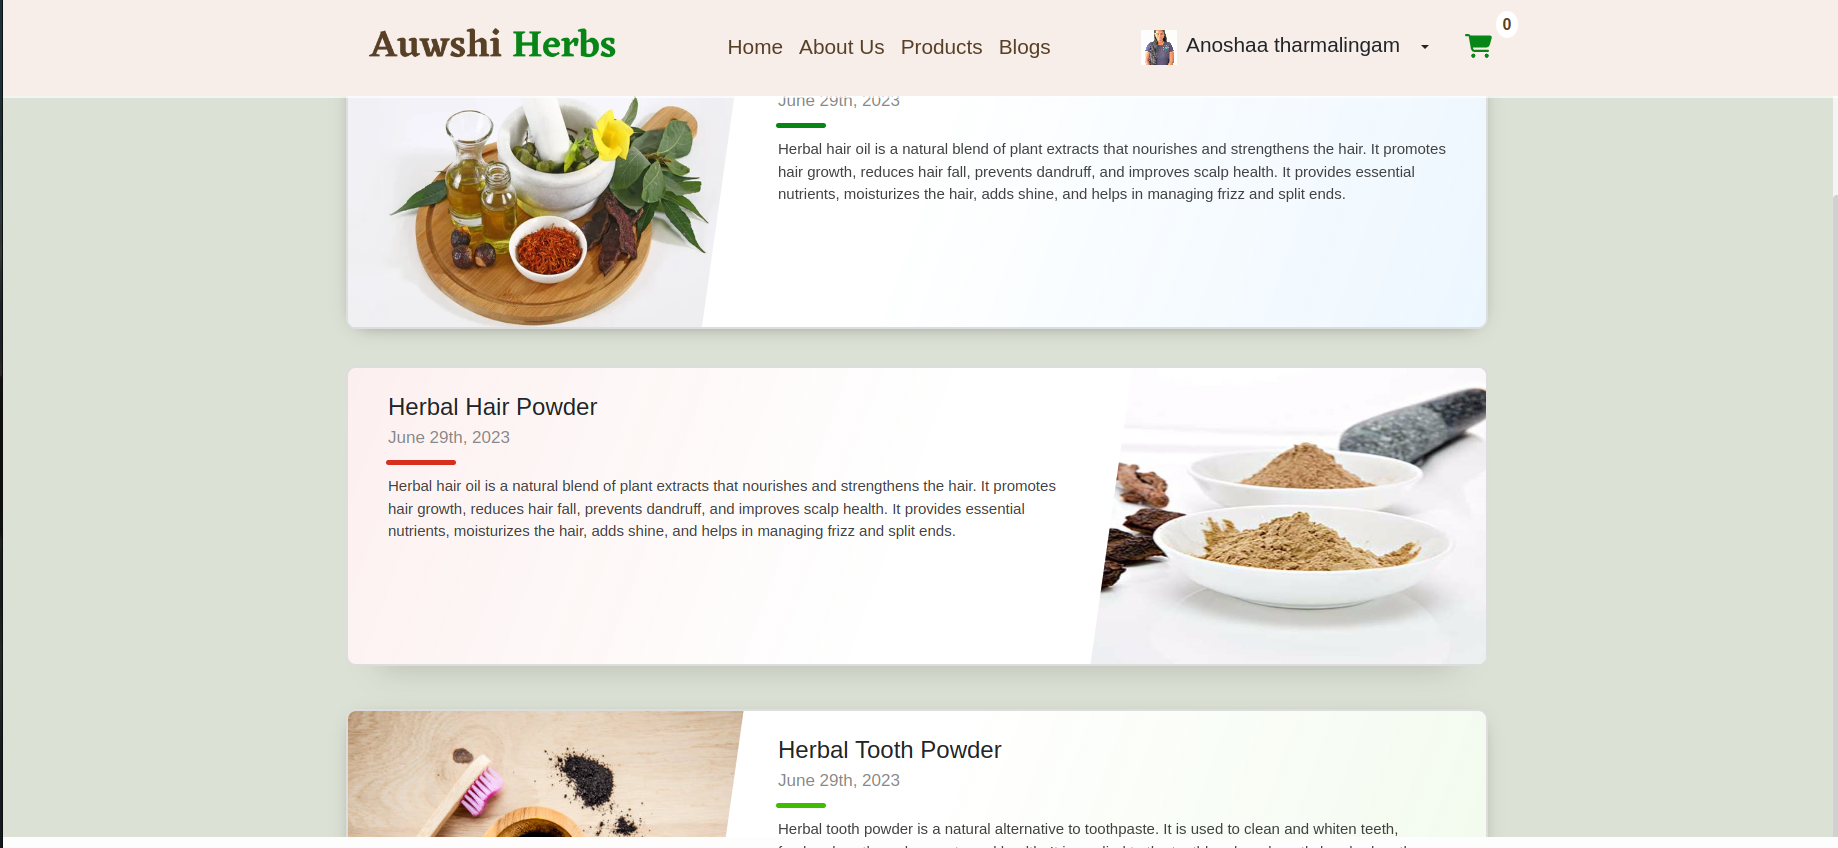 Auwshi Herbs
Home About Us Products Blogs
Anoshaa tharmalingam
0
June 29th, 2023
Herbal hair oil is a natural blend of plant extracts that nourishes and strengthens the hair. It promotes
hair growth, reduces hair fall, prevents dandruff, and improves scalp health. It provides essential
nutrients, moisturizes the hair, adds shine, and helps in managing frizz and split ends.
Herbal Hair Powder
June 29th, 2023
Herbal hair oil is a natural blend of plant extracts that nourishes and strengthens the hair. It promotes
hair growth, reduces hair fall, prevents dandruff, and improves scalp health. It provides essential
nutrients, moisturizes the hair, adds shine, and helps in managing frizz and split ends.
Herbal Tooth Powder
June 29th, 2023
Herbal tooth powder is a natural alternative to toothpaste. It is used to clean and whiten teeth,